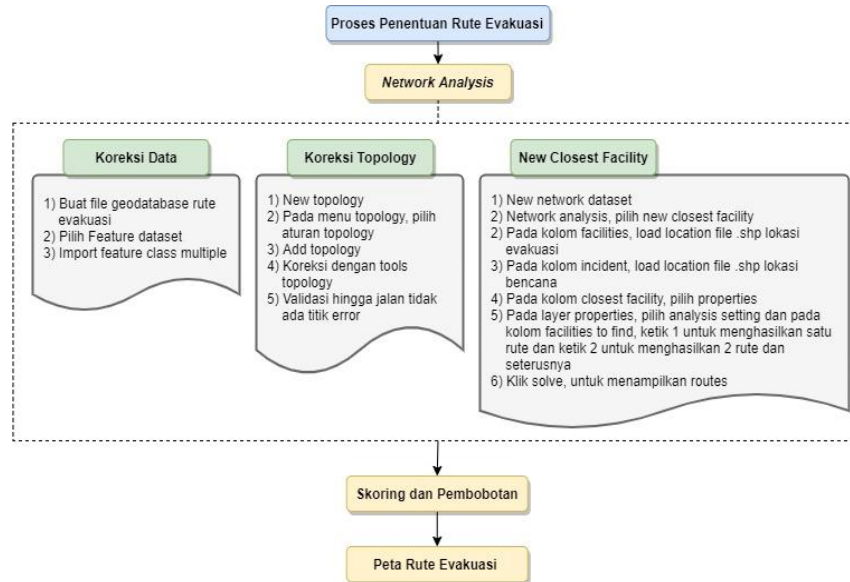 Proses Penentuan Rute Evakuasi
Network Analysis
Koreksi Data
1) Buat file geodatabase rute
evakuasi
2) Pilih Feature dataset
3) Import feature class multiple
Koreksi Topology
1) New topology
2) Pada menu topology, pilih
aturan topology
3) Add topology
4) Koreksi dengan tools
topology
5) Validasi hingga jalan tidak
ada titik error
New Closest Facility
1) New network dataset
2) Network analysis, pilih new closest facility
2) Pada kolom facilities, load location file .shp lokasi
evakuasi
3) Pada kolom incident, load location file .shp lokasi
bencana
4) Pada kolom closest facility, pilih properties
5) Pada layer properties, pilih analysis setting dan pada
kolom facilities to find, ketik 1 untuk menghasilkan satu
rute dan ketik 2 untuk menghasilkan 2 rute dan
seterusnya
6) Klik solve, untuk menampilkan routes
Skoring dan Pembobotan
Peta Rute Evakuasi